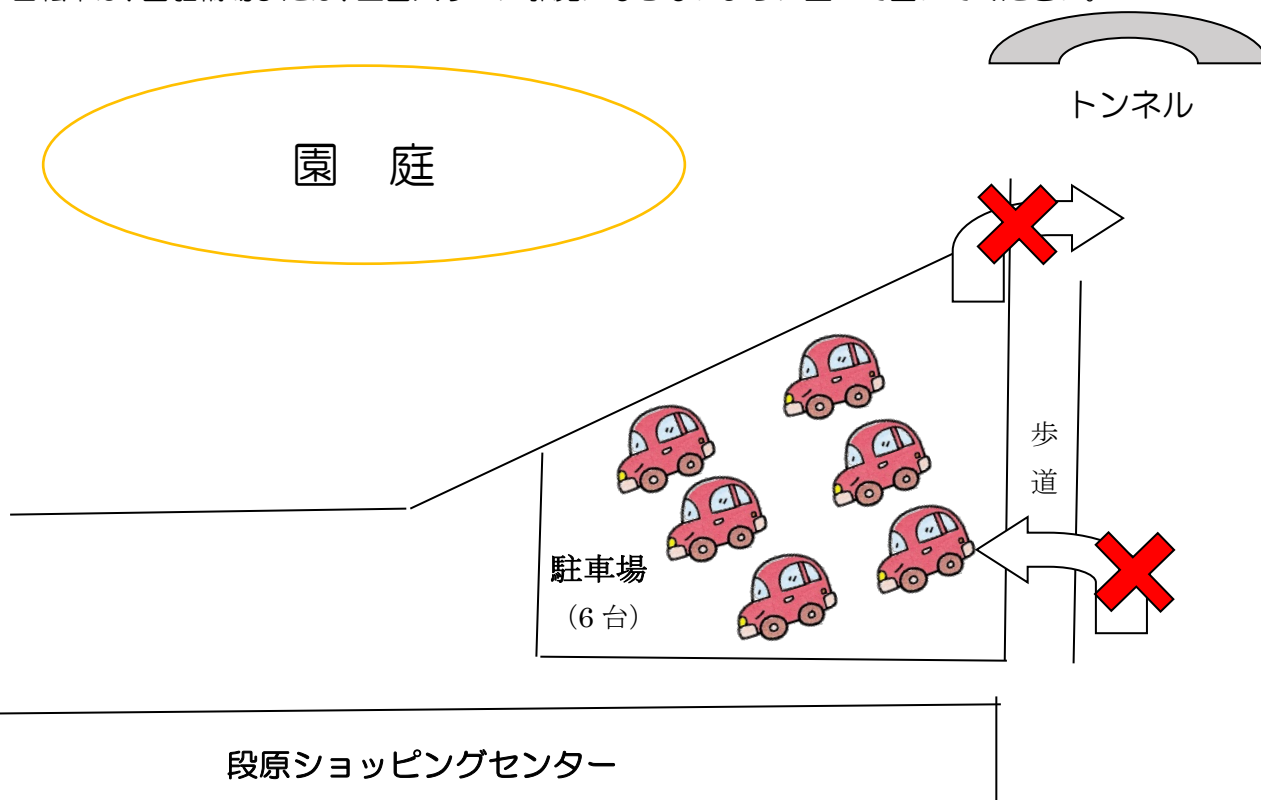 トンネル
園 庭
歩
道
駐車場
(6 台)
段原ショッピングセンター